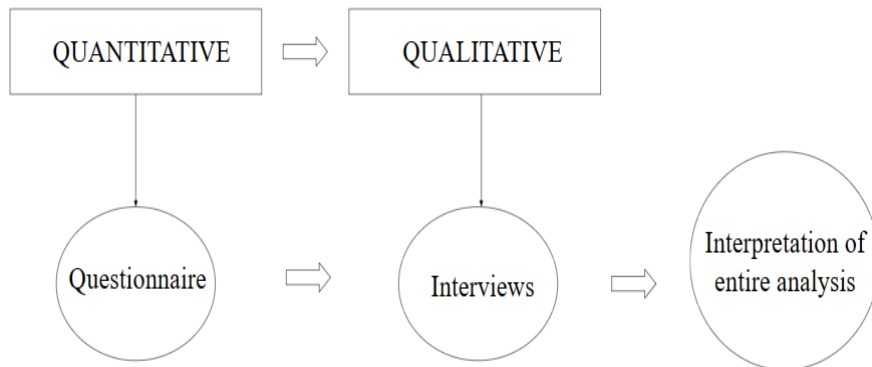 QUANTITATIVE
QUALITATIVE
Questionnaire
Interviews
Interpretation of
entire analysis